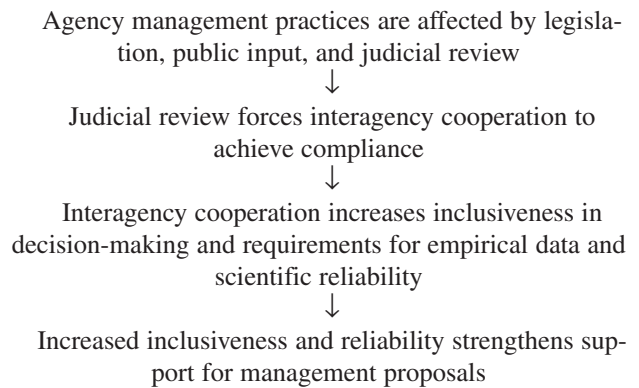 Agency management practices are affected by legisla-
tion, public input, and judicial review
↓
Judicial review forces interagency cooperation to
achieve compliance
↓
Interagency cooperation increases inclusiveness in
decision-making and requirements for empirical data and
scientific reliability
↓
Increased inclusiveness and reliability strengthens sup-
port for management proposals